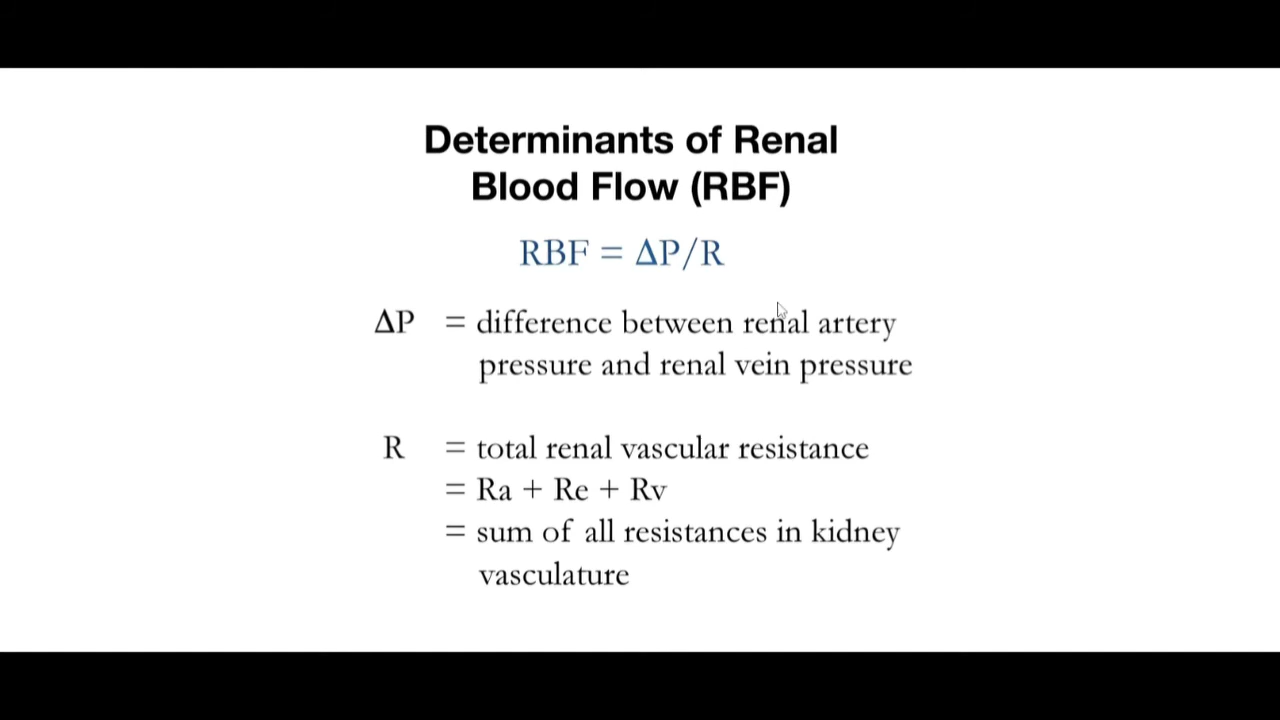 Determinants of Renal
Blood Flow (RBF)
RBF = ΔP/R
ΔP = difference between renal artery
pressure and renal vein pressure
R = total renal vascular resistance
= Ra + Re + Rv
= sum of all resistances in kidney
vasculature